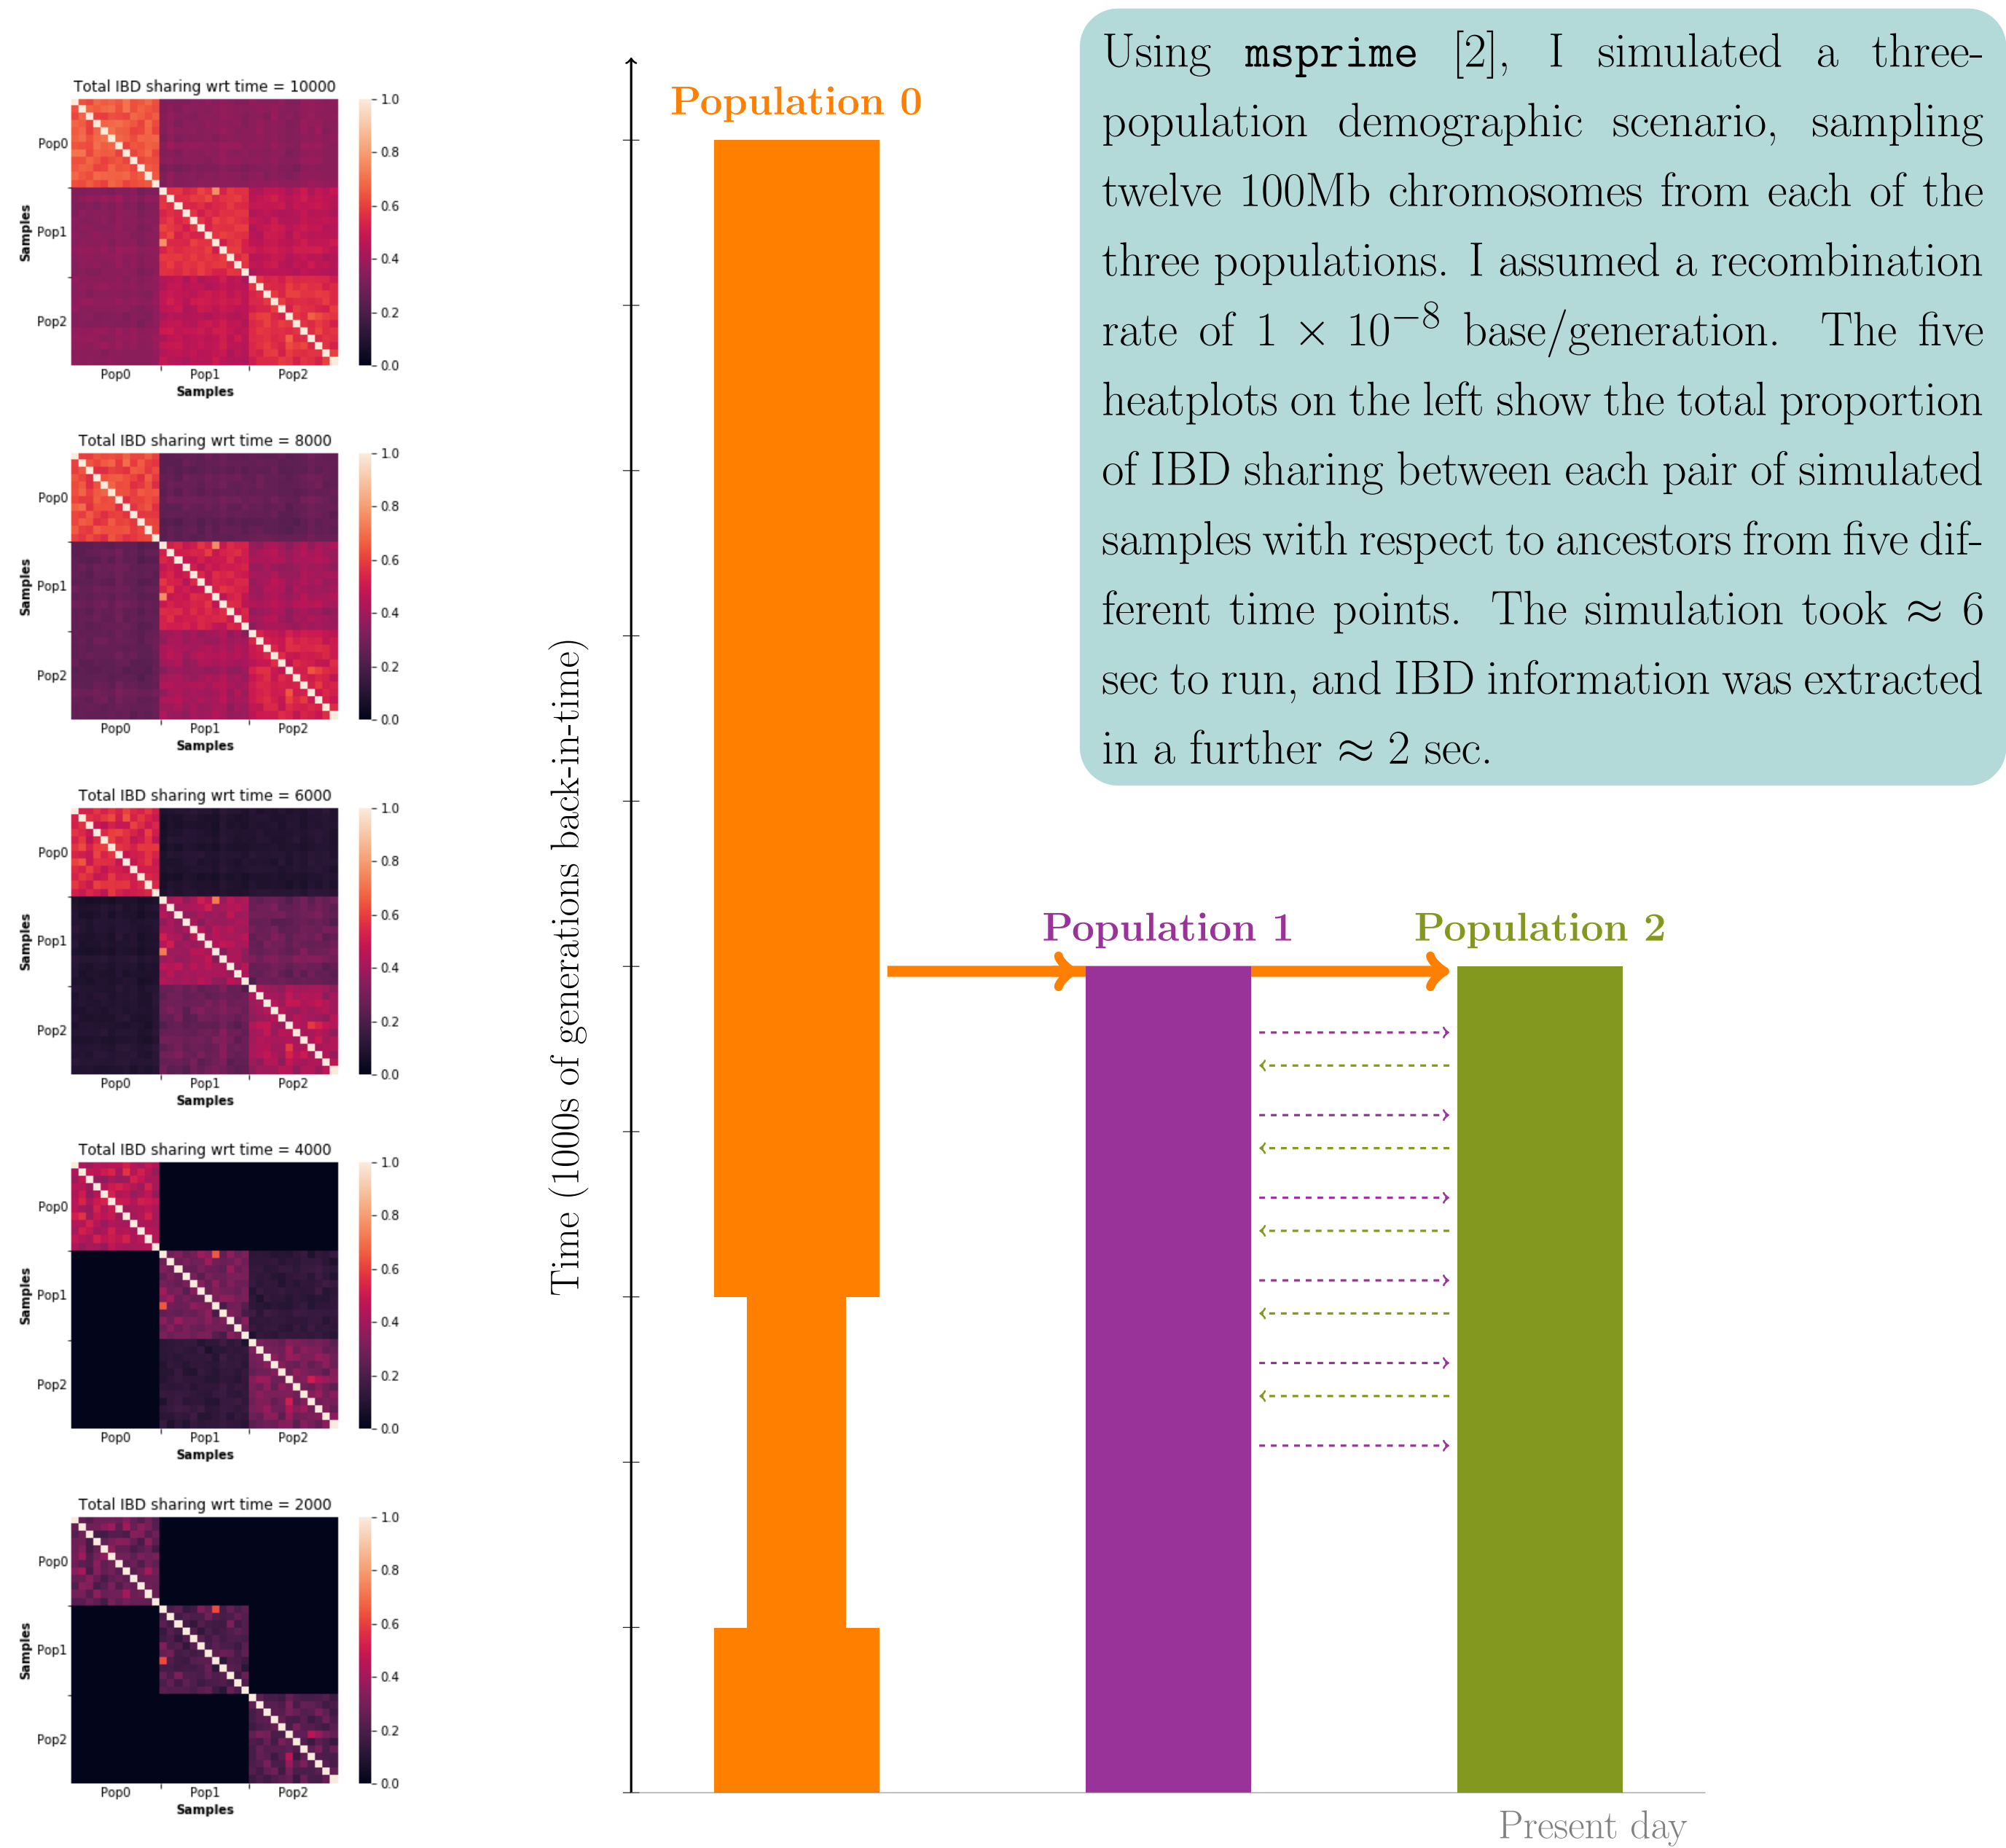 Total IBD sharing wrt time = 10000
Pop0
Pop1
Pop2
Samples
1.0
0.8
0.6
0.4
0.2
0.0
Pop0
Pop1
Pop2
Samples
Total IBD sharing wrt time = 8000
Pop0
Pop1
Pop2
Samples
1.0
0.8
0.6
0.4
0.2
0.0
Pop0
Pop1
Pop2
Samples
Total IBD sharing wrt time = 6000
Pop0
Pop1
Pop2
Samples
1.0
0.8
0.6
0.4
0.2
0.0
Pop0
Pop1
Pop2
Samples
Total IBD sharing wrt time = 4000
Pop0
Pop1
Pop2
Samples
1.0
0.8
0.6
0.4
0.2
0.0
Pop0
Pop1
Pop2
Samples
Total IBD sharing wrt time = 2000
Pop0
Pop1
Pop2
Samples
1.0
0.8
0.6
0.4
0.2
0.0
Pop0
Pop1
Pop2
Samples
Time (1000s of generations back-in-time)
Population 0
Population 1
Population 2
Present day
Using msprime [2], I simulated a three-
population demographic scenario, sampling
twelve 100Mb chromosomes from each of the
three populations. I assumed a recombination
rate of 1 × 10⁻⁸ base/generation. The five
heatplots on the left show the total proportion
of IBD sharing between each pair of simulated
samples with respect to ancestors from five dif-
ferent time points. The simulation took ≈ 6
sec to run, and IBD information was extracted
in a further ≈ 2 sec.